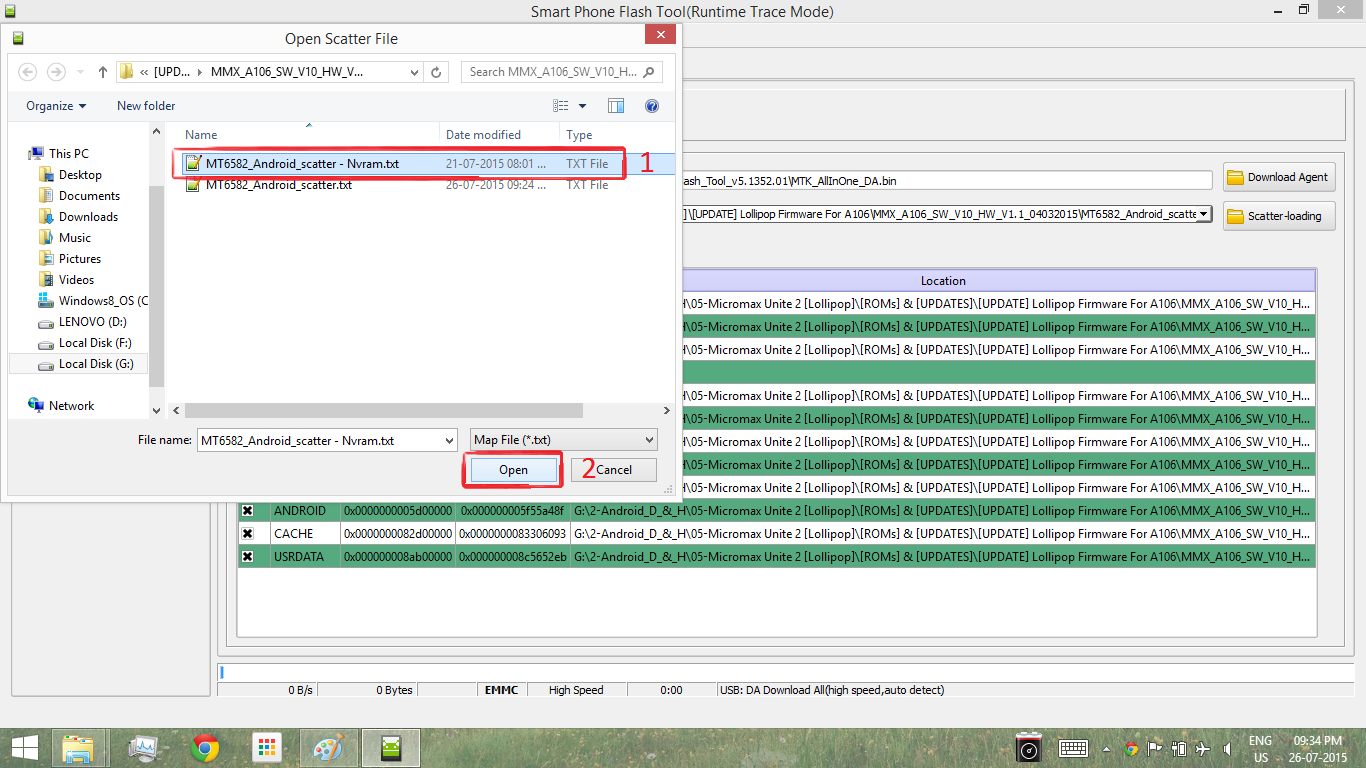 Smart Phone Flash Tool(Runtime Trace Mode)
Open Scatter File
« [UPD... › MMX_A106_SW_V10_HW_V...
Search MMX_A106_SW_V10_H...
Organize
New folder
Name
Date modified
Type
MT6582_Android_scatter - Nvram.txt
21-07-2015 08:01 ...
TXT File
1
MT6582_Android_scatter.txt
26-07-2015 09:24 ...
TXT File
This PC
Desktop
Documents
Downloads
Music
Pictures
Videos
Windows8_OS (C
LENOVO (D:)
Local Disk (F:)
Local Disk (G:)
Network
File name:
MT6582_Android_scatter - Nvram.txt
Map File (*.txt)
Open
2
Cancel
ash_Tool_v5.1352.01\MTK_AllInOne_DA.bin
Download Agent
]\[UPDATE] Lollipop Firmware For A106\MMX_A106_SW_V10_HW_V1.1_04032015\MT6582_Android_scatte
Scatter-loading
Location
H\05-Micromax Unite 2 [Lollipop]\[ROMs] & [UPDATES]\[UPDATE] Lollipop Firmware For A106\MMX_A106_SW_V10_H...
H\05-Micromax Unite 2 [Lollipop]\[ROMs] & [UPDATES]\[UPDATE] Lollipop Firmware For A106\MMX_A106_SW_V10_H...
H\05-Micromax Unite 2 [Lollipop]\[ROMs] & [UPDATES]\[UPDATE] Lollipop Firmware For A106\MMX_A106_SW_V10_H...
H\05-Micromax Unite 2 [Lollipop]\[ROMs] & [UPDATES]\[UPDATE] Lollipop Firmware For A106\MMX_A106_SW_V10_H...
H\05-Micromax Unite 2 [Lollipop]\[ROMs] & [UPDATES]\[UPDATE] Lollipop Firmware For A106\MMX_A106_SW_V10_H...
H\05-Micromax Unite 2 [Lollipop]\[ROMs] & [UPDATES]\[UPDATE] Lollipop Firmware For A106\MMX_A106_SW_V10_H...
H\05-Micromax Unite 2 [Lollipop]\[ROMs] & [UPDATES]\[UPDATE] Lollipop Firmware For A106\MMX_A106_SW_V10_H...
H\05-Micromax Unite 2 [Lollipop]\[ROMs] & [UPDATES]\[UPDATE] Lollipop Firmware For A106\MMX_A106_SW_V10_H...
ANDROID 0x0000000005d00000 0x000000005f55a48f G:\2-Android_D_&_H\05-Micromax Unite 2 [Lollipop]\[ROMs] & [UPDATES]\[UPDATE] Lollipop Firmware For A106\MMX_A106_SW_V10_H...
CACHE 0x0000000082d00000 0x0000000083306093 G:\2-Android_D_&_H\05-Micromax Unite 2 [Lollipop]\[ROMs] & [UPDATES]\[UPDATE] Lollipop Firmware For A106\MMX_A106_SW_V10_H...
USRDATA 0x000000008ab00000 0x000000008c5652eb G:\2-Android_D_&_H\05-Micromax Unite 2 [Lollipop]\[ROMs] & [UPDATES]\[UPDATE] Lollipop Firmware For A106\MMX_A106_SW_V10_H...
0 B/s
0 Bytes
EMMC
High Speed
0:00
USB: DA Download All(high speed,auto detect)
ENG
US
09:34 PM
26-07-2015